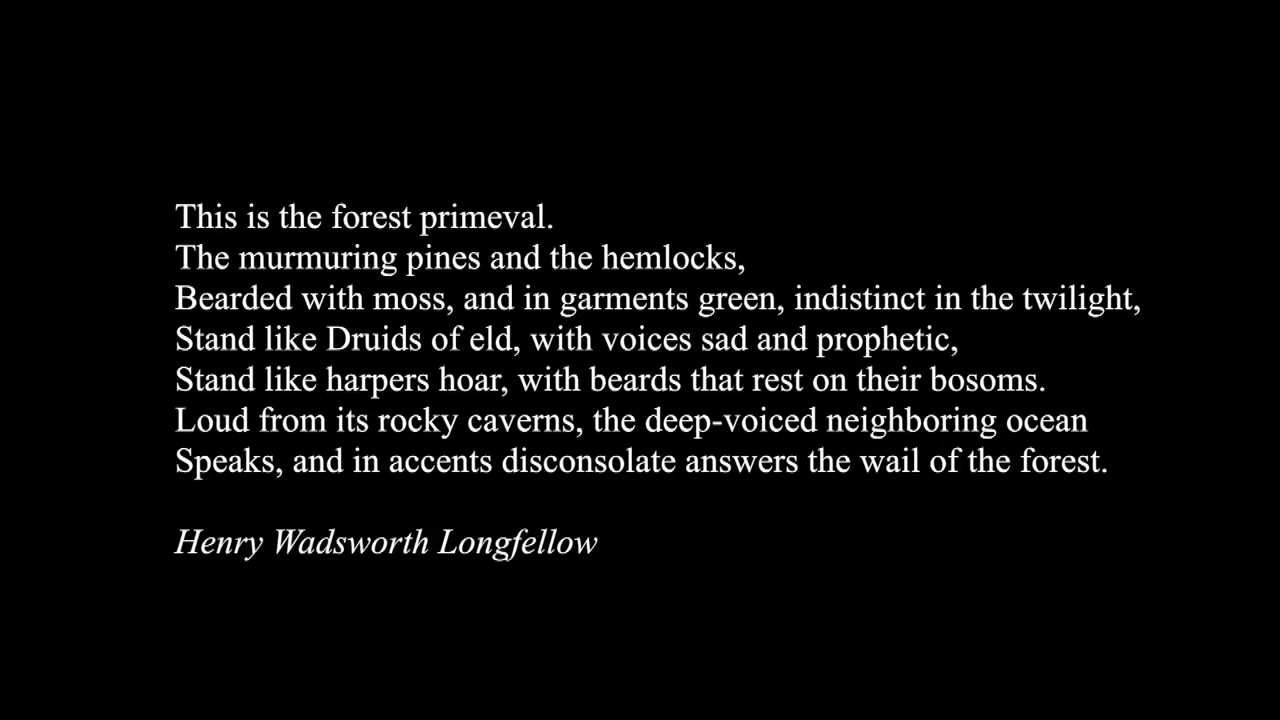 This is the forest primeval.
The murmuring pines and the hemlocks,
Bearded with moss, and in garments green, indistinct in the twilight,
Stand like Druids of eld, with voices sad and prophetic,
Stand like harpers hoar, with beards that rest on their bosoms.
Loud from its rocky caverns, the deep-voiced neighboring ocean
Speaks, and in accents disconsolate answers the wail of the forest.
Henry Wadsworth Longfellow